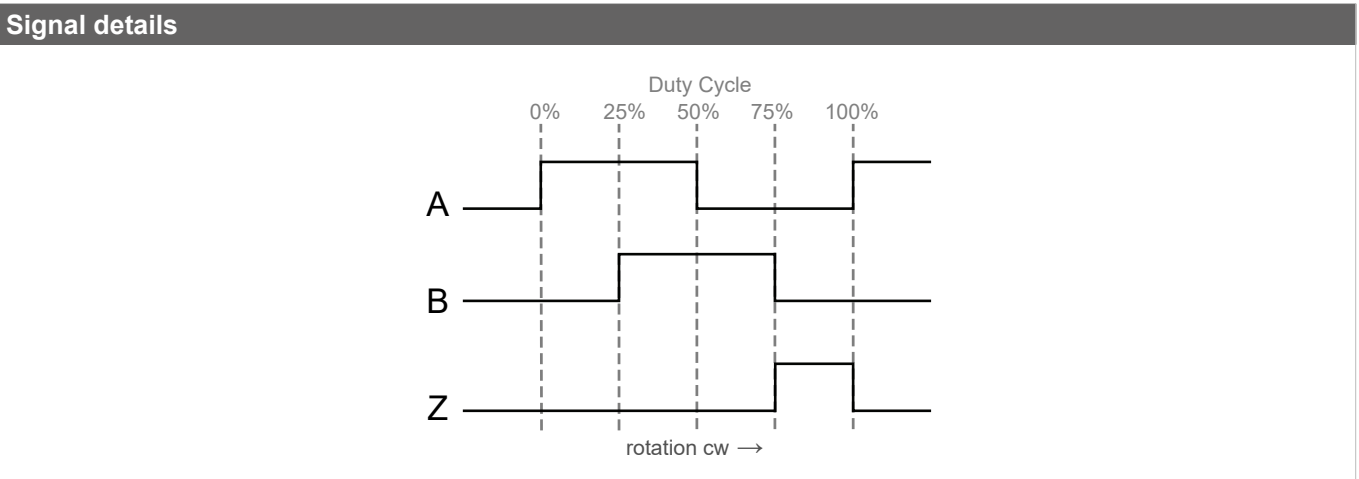 Signal details
Duty Cycle
0% 25% 50% 75% 100%
A
B
Z
rotation cw →